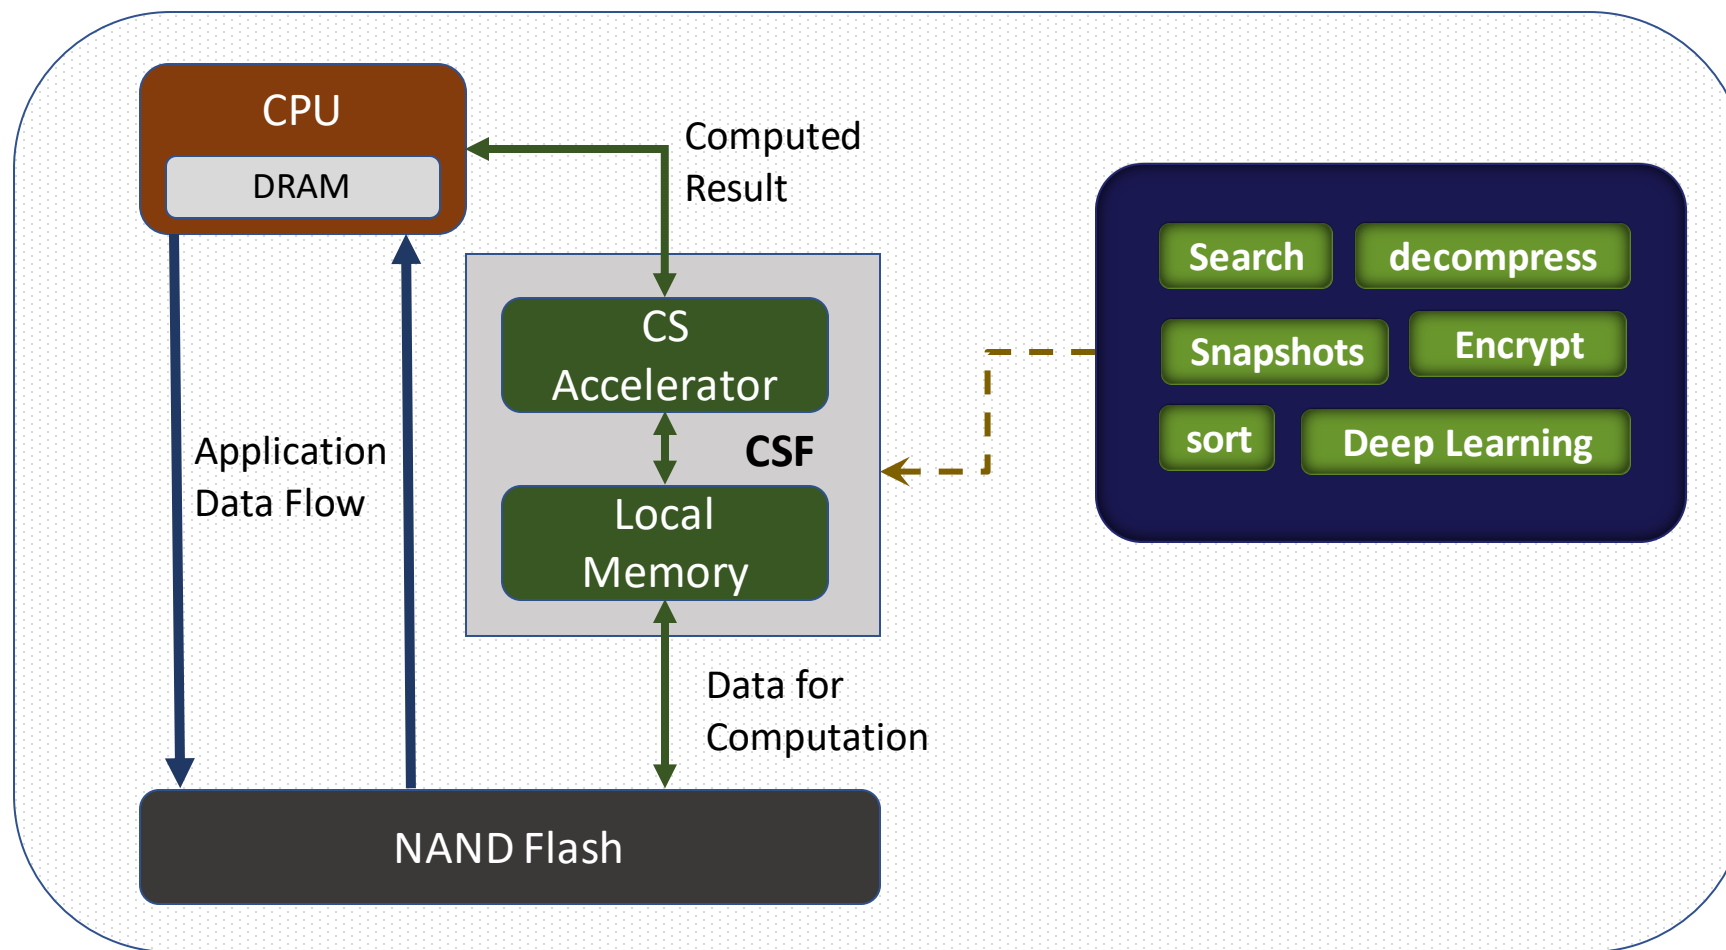 CPU
DRAM
Computed
Result
CS
Accelerator
CSF
Local
Memory
Application
Data Flow
Data for
Computation
NAND Flash
Search
decompress
Snapshots
Encrypt
sort
Deep Learning